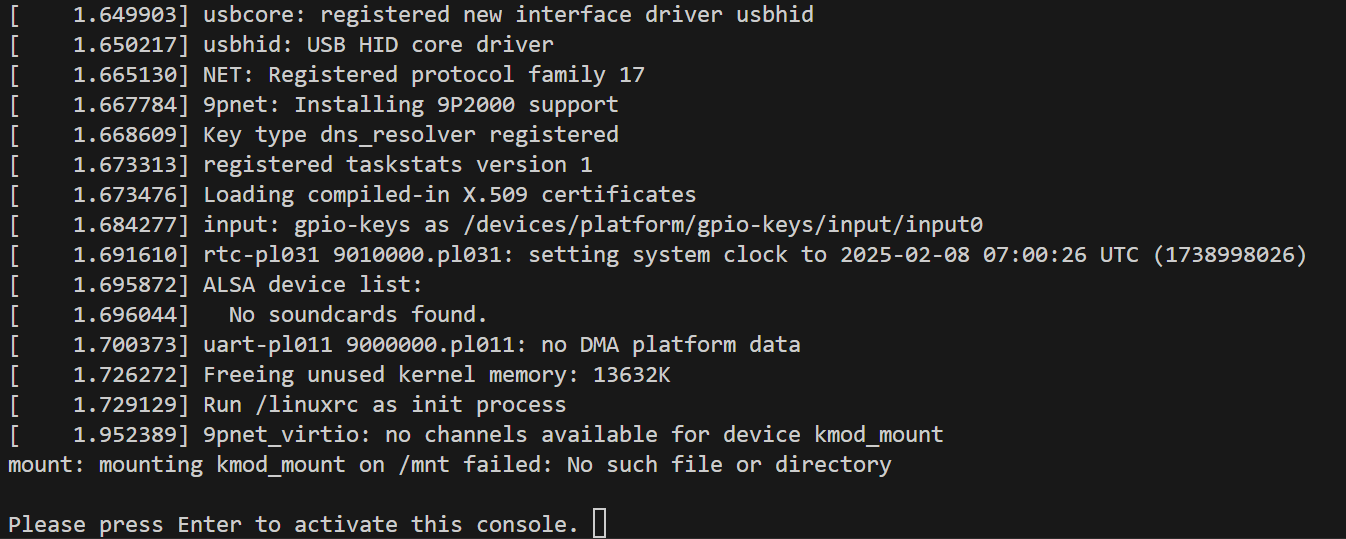 [    1.649903] usbcore: registered new interface driver usbhid
[    1.650217] usbhid: USB HID core driver
[    1.665130] NET: Registered protocol family 17
[    1.667784] 9pnet: Installing 9P2000 support
[    1.668609] Key type dns_resolver registered
[    1.673313] registered taskstats version 1
[    1.673476] Loading compiled-in X.509 certificates
[    1.684277] input: gpio-keys as /devices/platform/gpio-keys/input/input0
[    1.691610] rtc-pl031 9010000.pl031: setting system clock to 2025-02-08 07:00:26 UTC (1738998026)
[    1.695872] ALSA device list:
[    1.696044]   No soundcards found.
[    1.700373] uart-pl011 9000000.pl011: no DMA platform data
[    1.726272] Freeing unused kernel memory: 13632K
[    1.729129] Run /linuxrc as init process
[    1.952389] 9pnet_virtio: no channels available for device kmod_mount
mount: mounting kmod_mount on /mnt failed: No such file or directory

Please press Enter to activate this console.